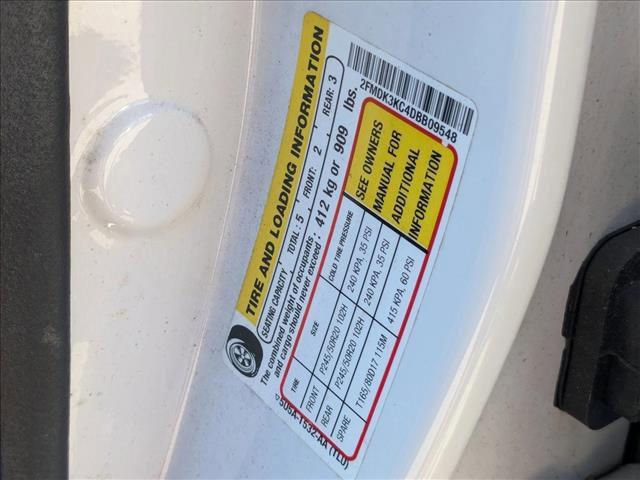 TIRE AND LOADING INFORMATION
SEATING CAPACITY TOTAL: 5 FRONT: 2 REAR: 3
The combined weight of occupants and cargo should never exceed: 412 kg or 909 lbs.
TIRE SIZE COLD TIRE PRESSURE
FRONT P245/50R20 102H 240 KPA, 35 PSI
REAR P245/50R20 102H 240 KPA, 35 PSI
SPARE T165/80D17 115M 415 KPA, 60 PSI
SEE OWNERS
MANUAL FOR
ADDITIONAL
INFORMATION
2FMDK3KC4DBB09548
1532-AA (TLU)